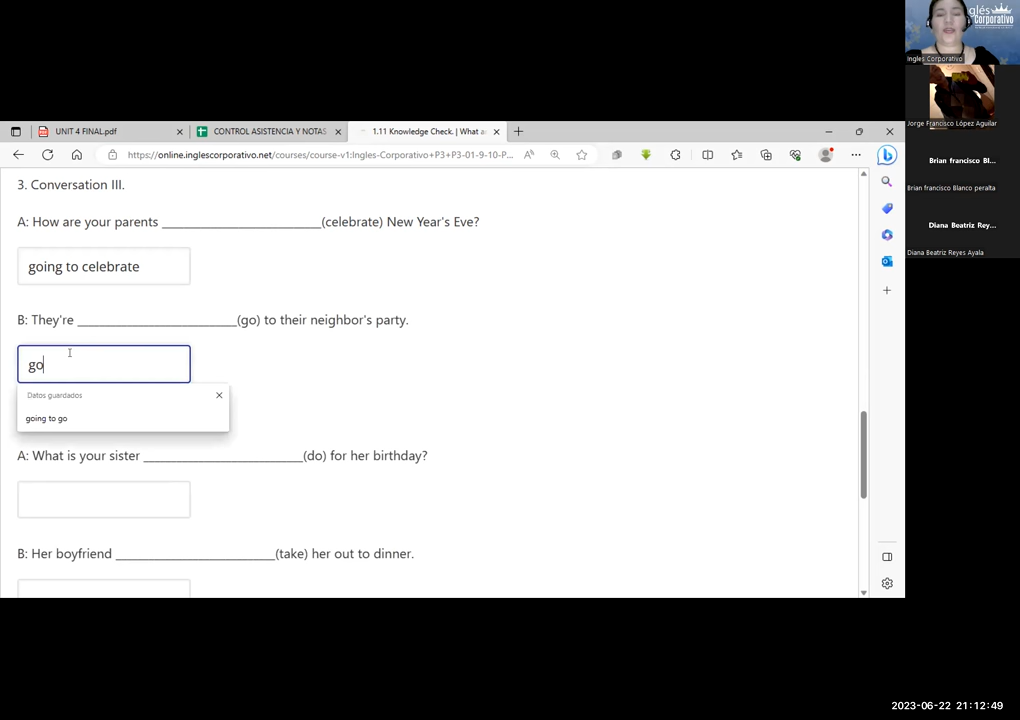 glés
Corporativo
Ingles Corporativo
Jorge Francisco López Aguilar
Brian francisco Bl...
Brian francisco Blanco peralta
Diana Beatriz Rey...
Diana Beatriz Reyes Ayala
UNIT 4 FINAL.pdf
CONTROL ASISTENCIA Y NOTAS
1.11 Knowledge Check. | What a
https://online.inglescorporativo.net/courses/course-v1:Ingles-Corporativo+P3+P3-01-9-10-P...
3. Conversation III.
A: How are your parents ______________________(celebrate) New Year's Eve?
going to celebrate
B: They're ______________________(go) to their neighbor's party.
go
Datos guardados
going to go
A: What is your sister ______________________(do) for her birthday?
B: Her boyfriend ______________________(take) her out to dinner.
2023-06-22 21:12:49